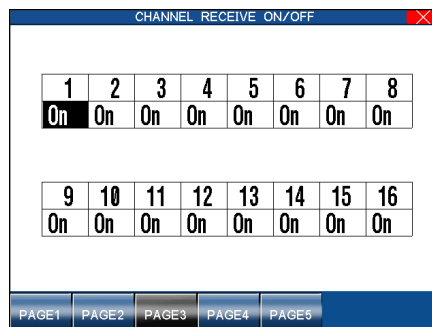 CHANNEL RECEIVE ON/OFF
1 2 3 4 5 6 7 8
On On On On On On On On
9 10 11 12 13 14 15 16
On On On On On On On On
PAGE1 PAGE2 PAGE3 PAGE4 PAGE5